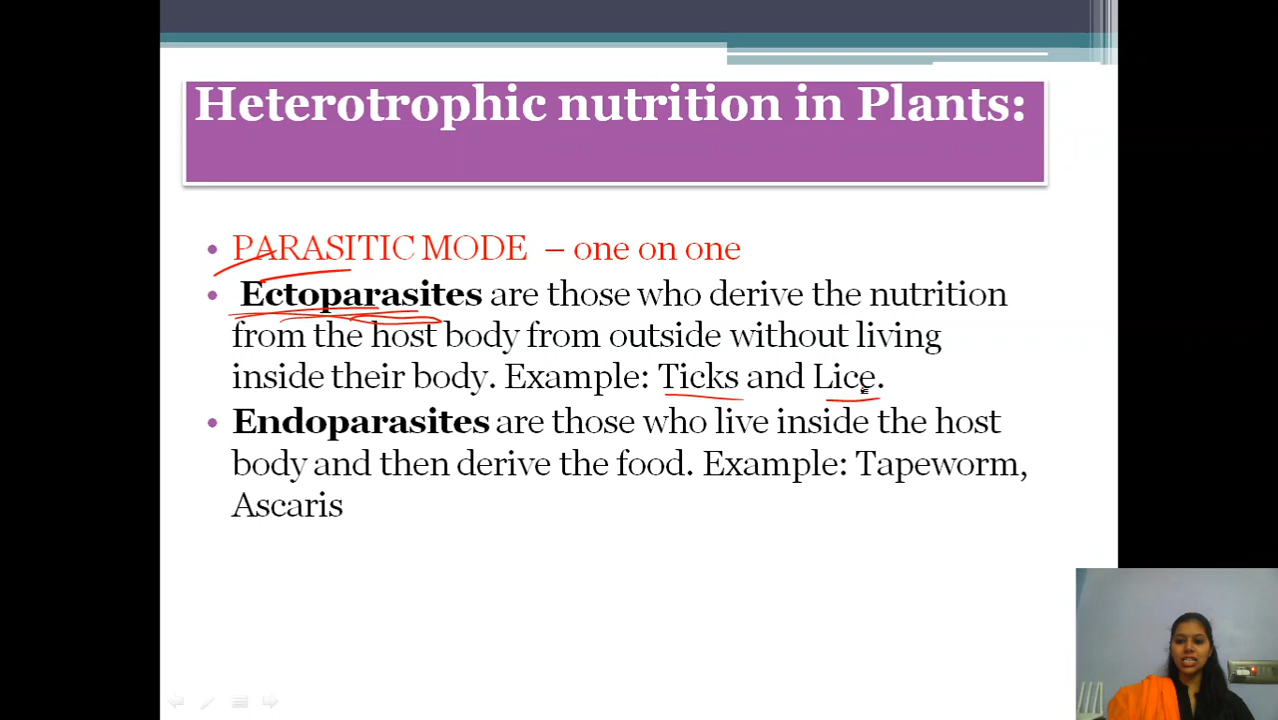 Heterotrophic nutrition in Plants:
• PARASITIC MODE – one on one
• Ectoparasites are those who derive the nutrition
from the host body from outside without living
inside their body. Example: Ticks and Lice.
• Endoparasites are those who live inside the host
body and then derive the food. Example: Tapeworm,
Ascaris